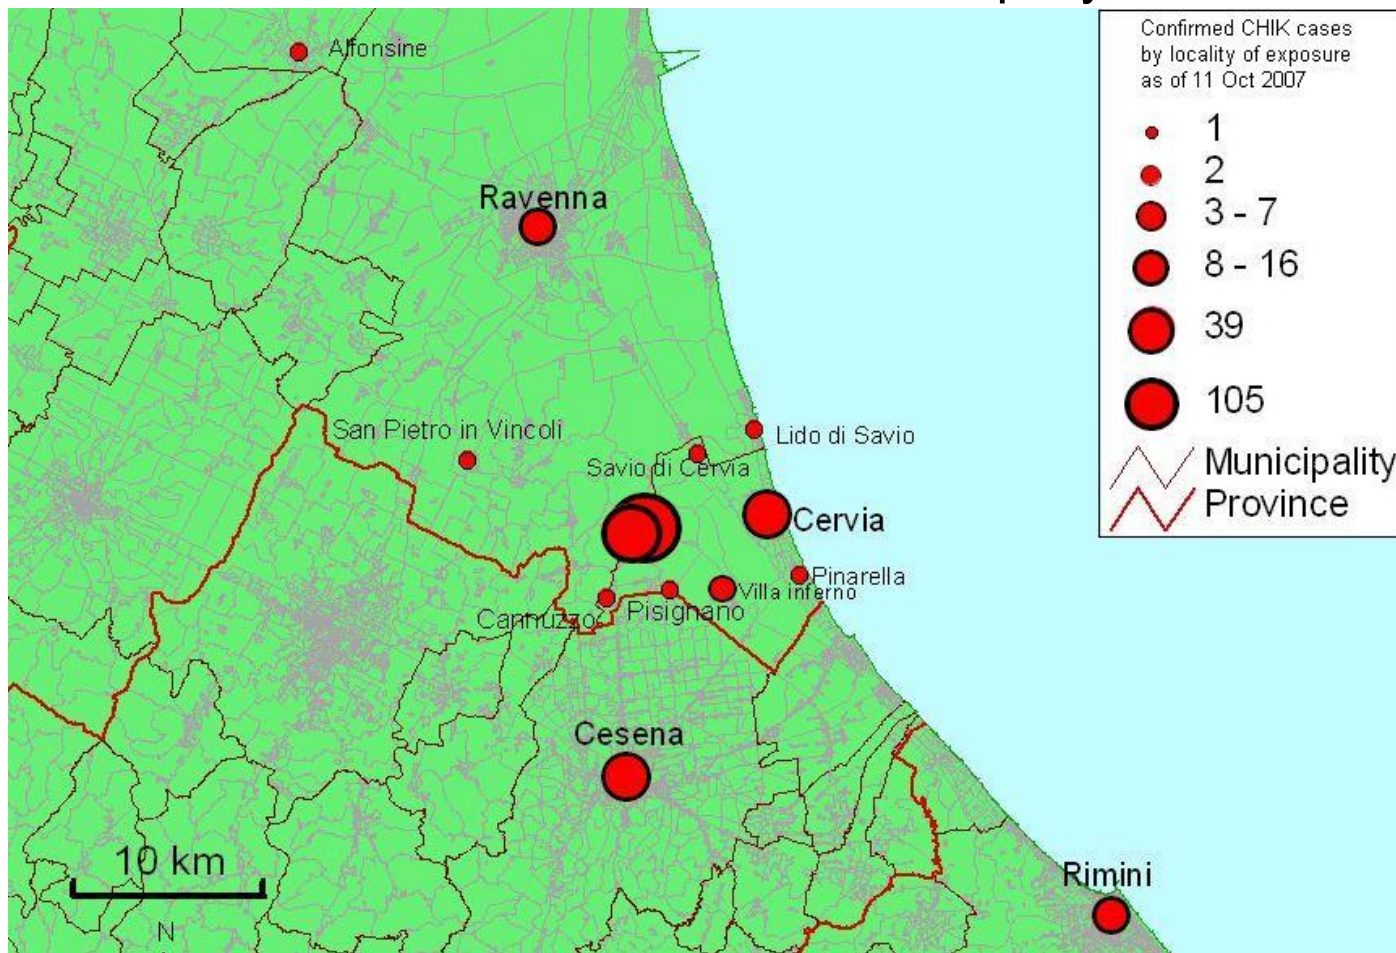 Confirmed CHIK cases
by locality of exposure
as of 11 Oct 2007
1
2
3 - 7
8 - 16
39
105
Municipality
Province
Alfonsine
Ravenna
San Pietro in Vincoli
Lido di Savio
Savio di Cervia
Cervia
Pinarella
Villa inferno
Cannuzzo
Pisignano
Cesena
10 km
Rimini
N